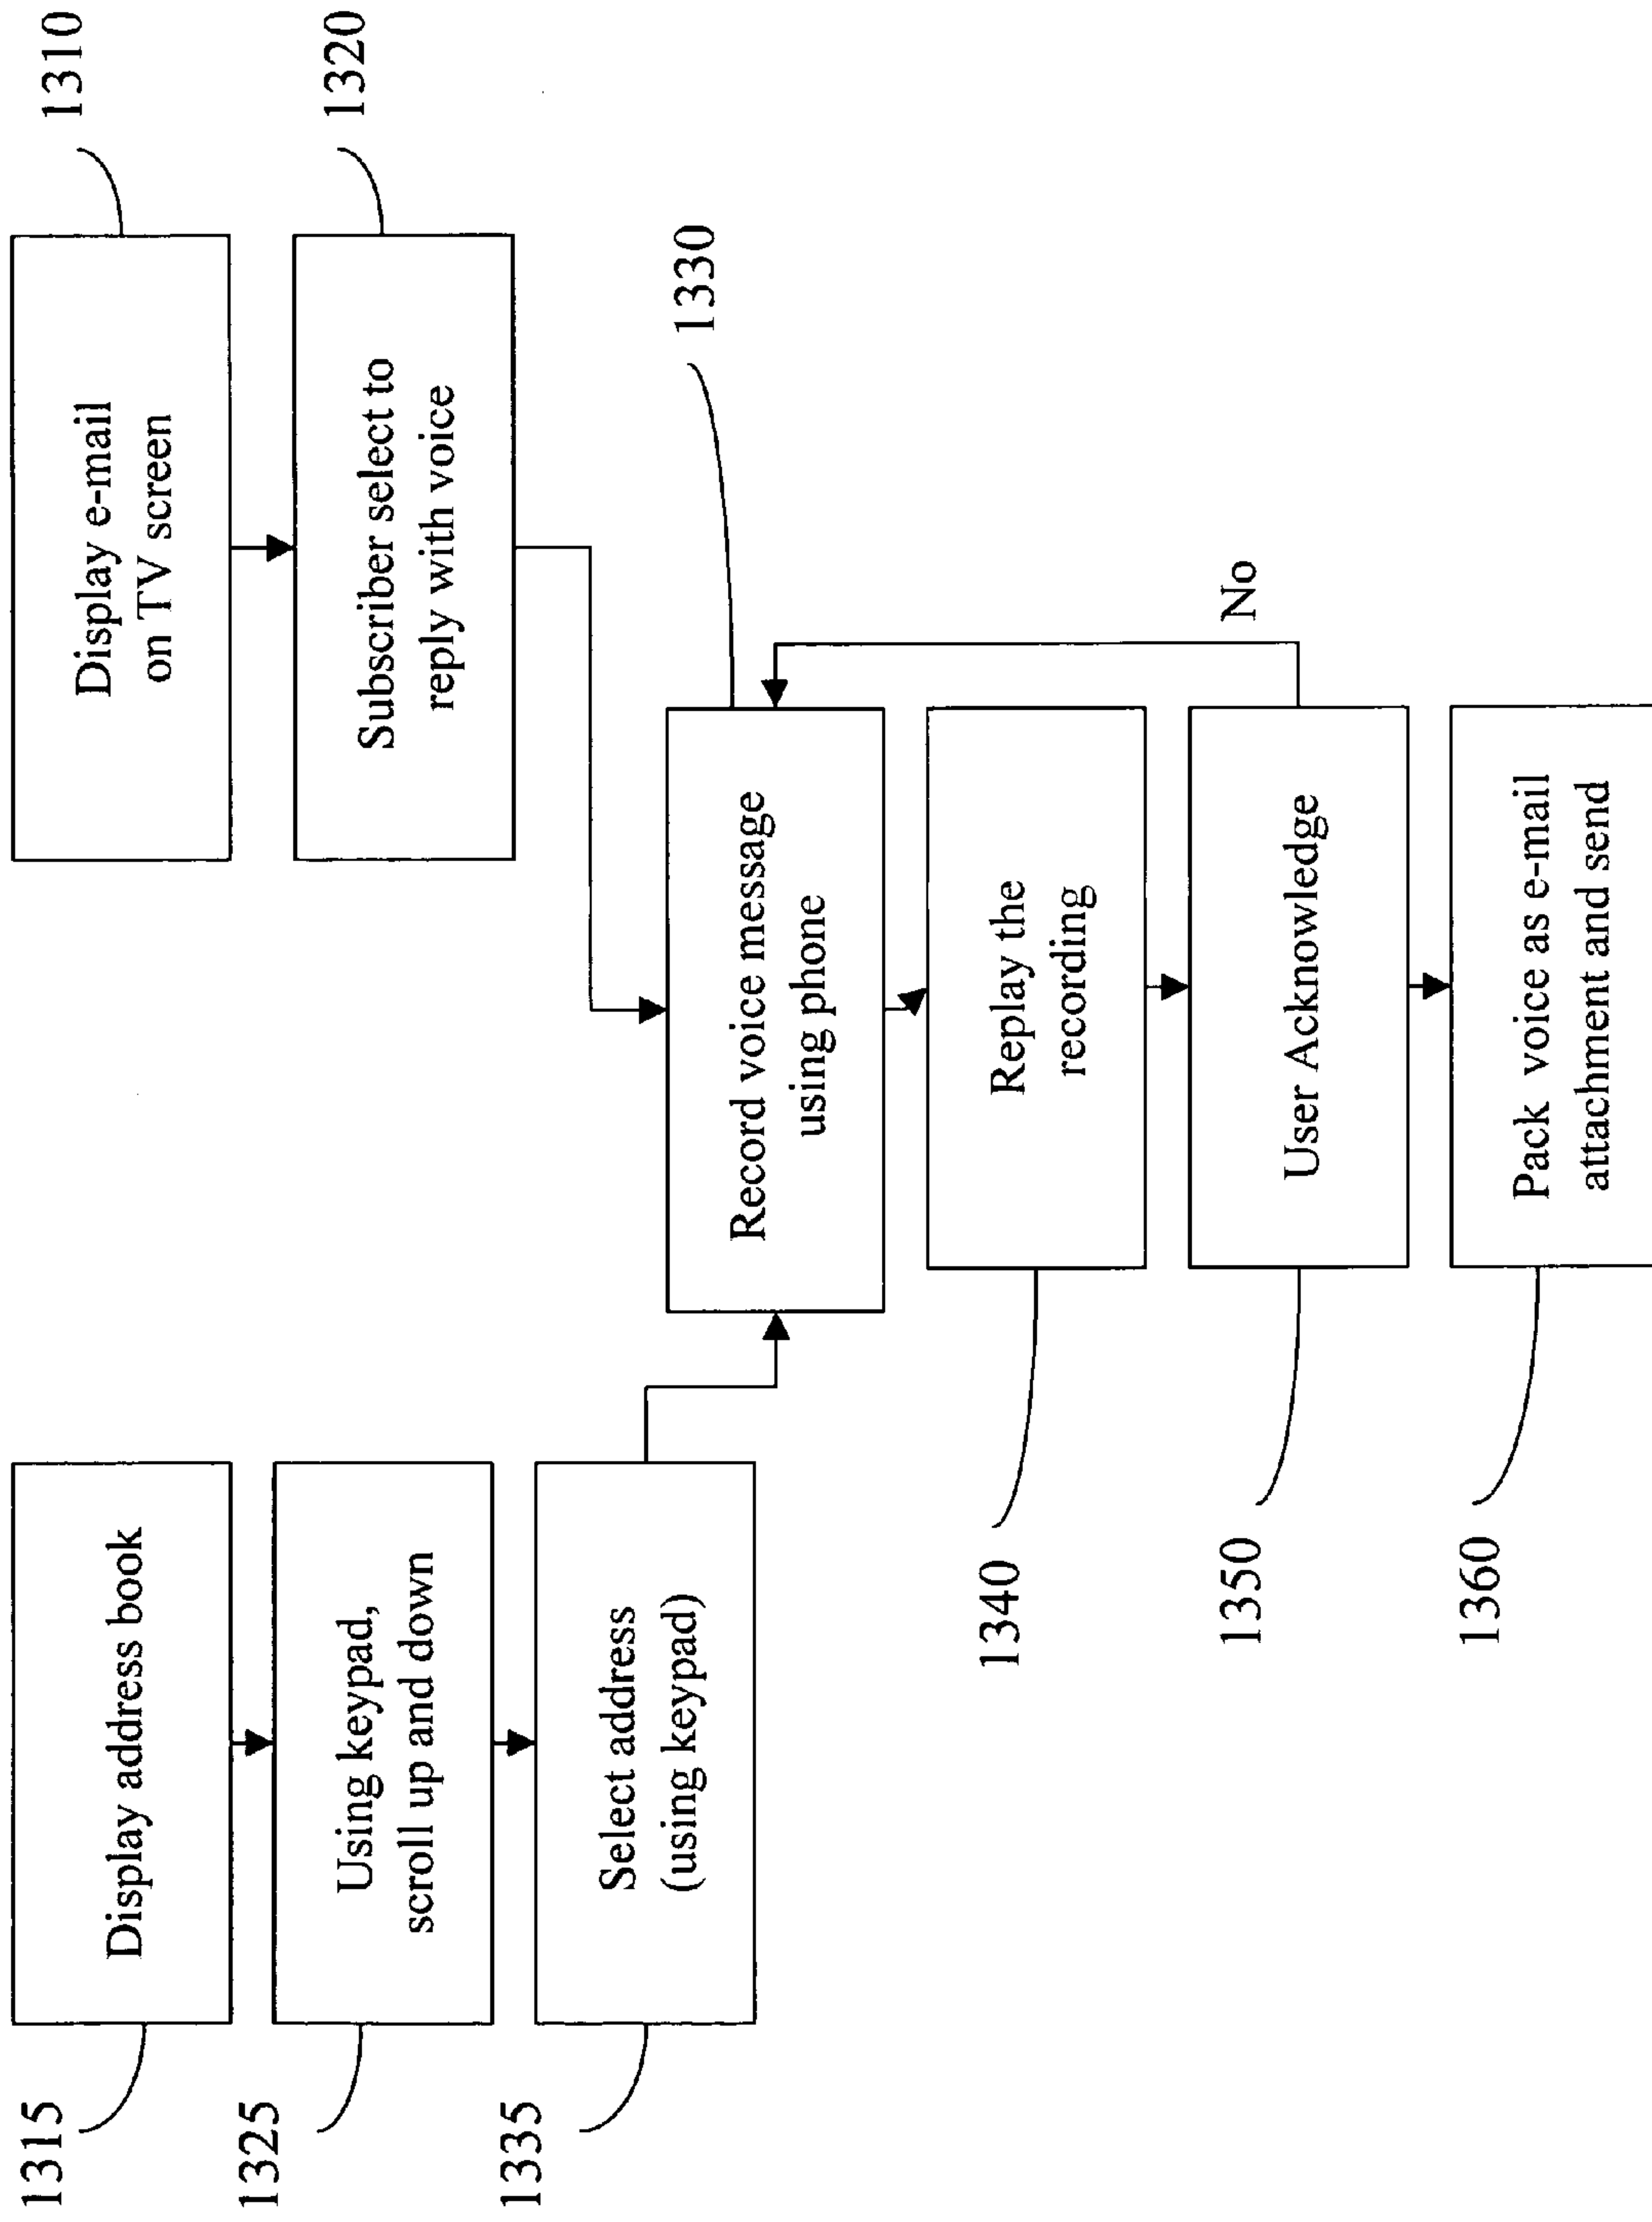 1315
Display address book
1325
Using keypad,
scroll up and down
1335
Select address
(using keypad)
1310
Display e-mail
on TV screen
1320
Subscriber select to
reply with voice
1330
Record voice message
using phone
1340
Replay the
recording
1350
User Acknowledge
No
1360
Pack voice as e-mail
attachment and send